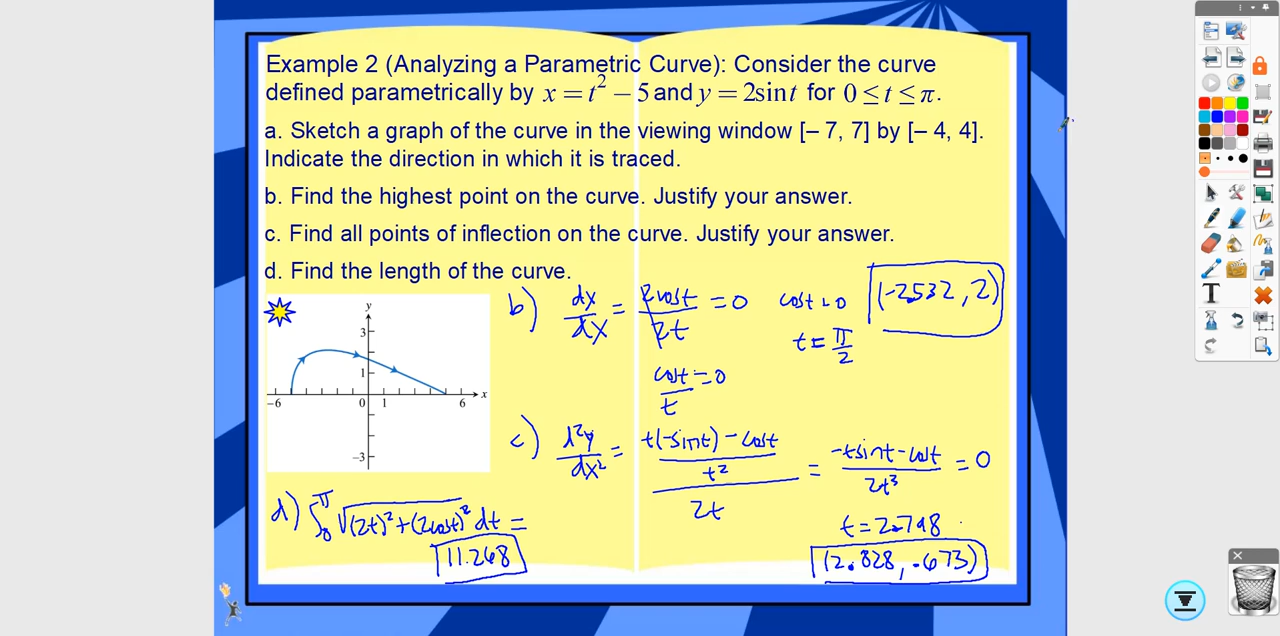 Example 2 (Analyzing a Parametric Curve): Consider the curve
defined parametrically by x = t² – 5 and y = 2sin t for 0 ≤ t ≤ π.
a. Sketch a graph of the curve in the viewing window [– 7, 7] by [– 4, 4].
Indicate the direction in which it is traced.
b. Find the highest point on the curve. Justify your answer.
c. Find all points of inflection on the curve. Justify your answer.
d. Find the length of the curve.
y
3
1
–6 0 1 6 x
–3
b) dx/dx = 2cost/2t = 0 cost = 0 (-2.532, 2)
t = π/2
cost/t = 0
c) d²y/dx² = ((t(-sint) - cost)/t²)/2t = (-tsint - cost)/2t³ = 0
t = 2.798
(2.828, .673)
d) ∫₀^π √((2t)² + (2cost)²) dt =
11.268
T